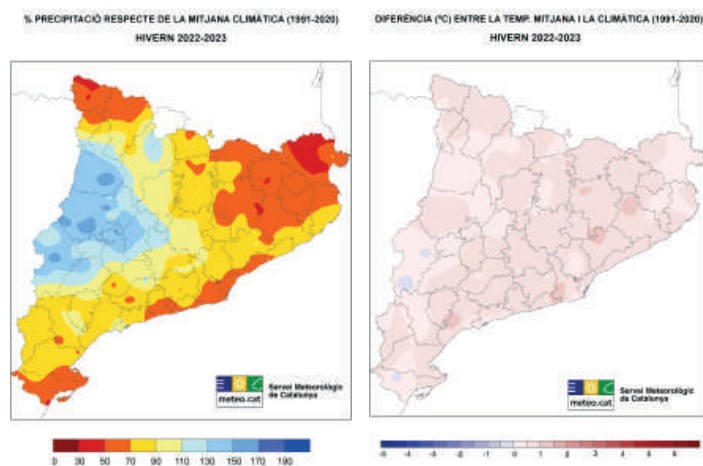 % PRECIPITACIÓ RESPECTE DE LA MITJANA CLIMÀTICA (1991-2020)
HIVERN 2022-2023
Servei Meteorològic
de Catalunya
meteo.cat
0 30 50 70 90 110 130 150 170 190
DIFERÈNCIA (ºC) ENTRE LA TEMP. MITJANA I LA CLIMÀTICA (1991-2020)
HIVERN 2022-2023
Servei Meteorològic
de Catalunya
meteo.cat
-6 -5 -4 -3 -2 -1 0 1 2 3 4 5 6